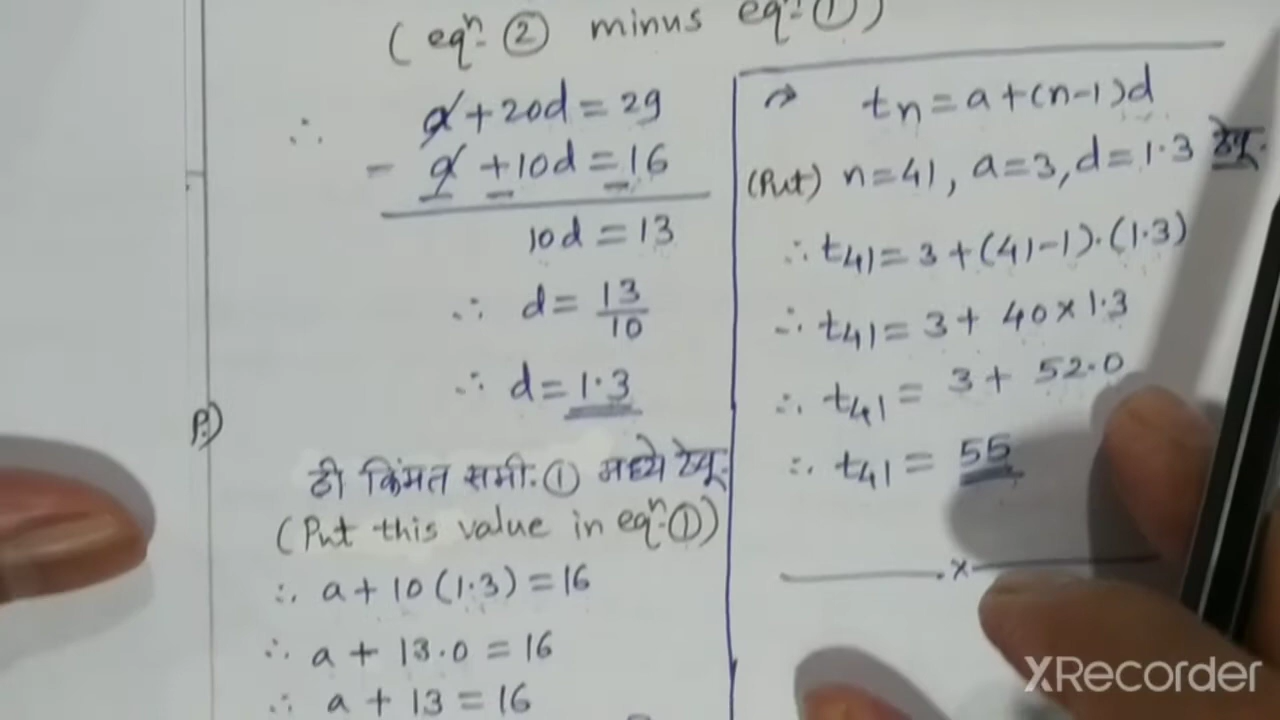 (eqⁿ. ② minus eqⁿ. ①)
∴ a + 20d = 29
- a + 10d = 16
10d = 13
∴ d = 13/10
∴ d = 1.3
P.)
ही किंमत समी. ① मध्ये ठेवू.
(Put this value in eqⁿ. ①)
∴ a + 10 (1.3) = 16
∴ a + 13.0 = 16
∴ a + 13 = 16
→ tn = a + (n-1)d
(Put) n = 41, a = 3, d = 1.3 ठेवू.
∴ t41 = 3 + (41-1).(1.3)
∴ t41 = 3 + 40 x 1.3
∴ t41 = 3 + 52.0
∴ t41 = 55
x
XRecorder